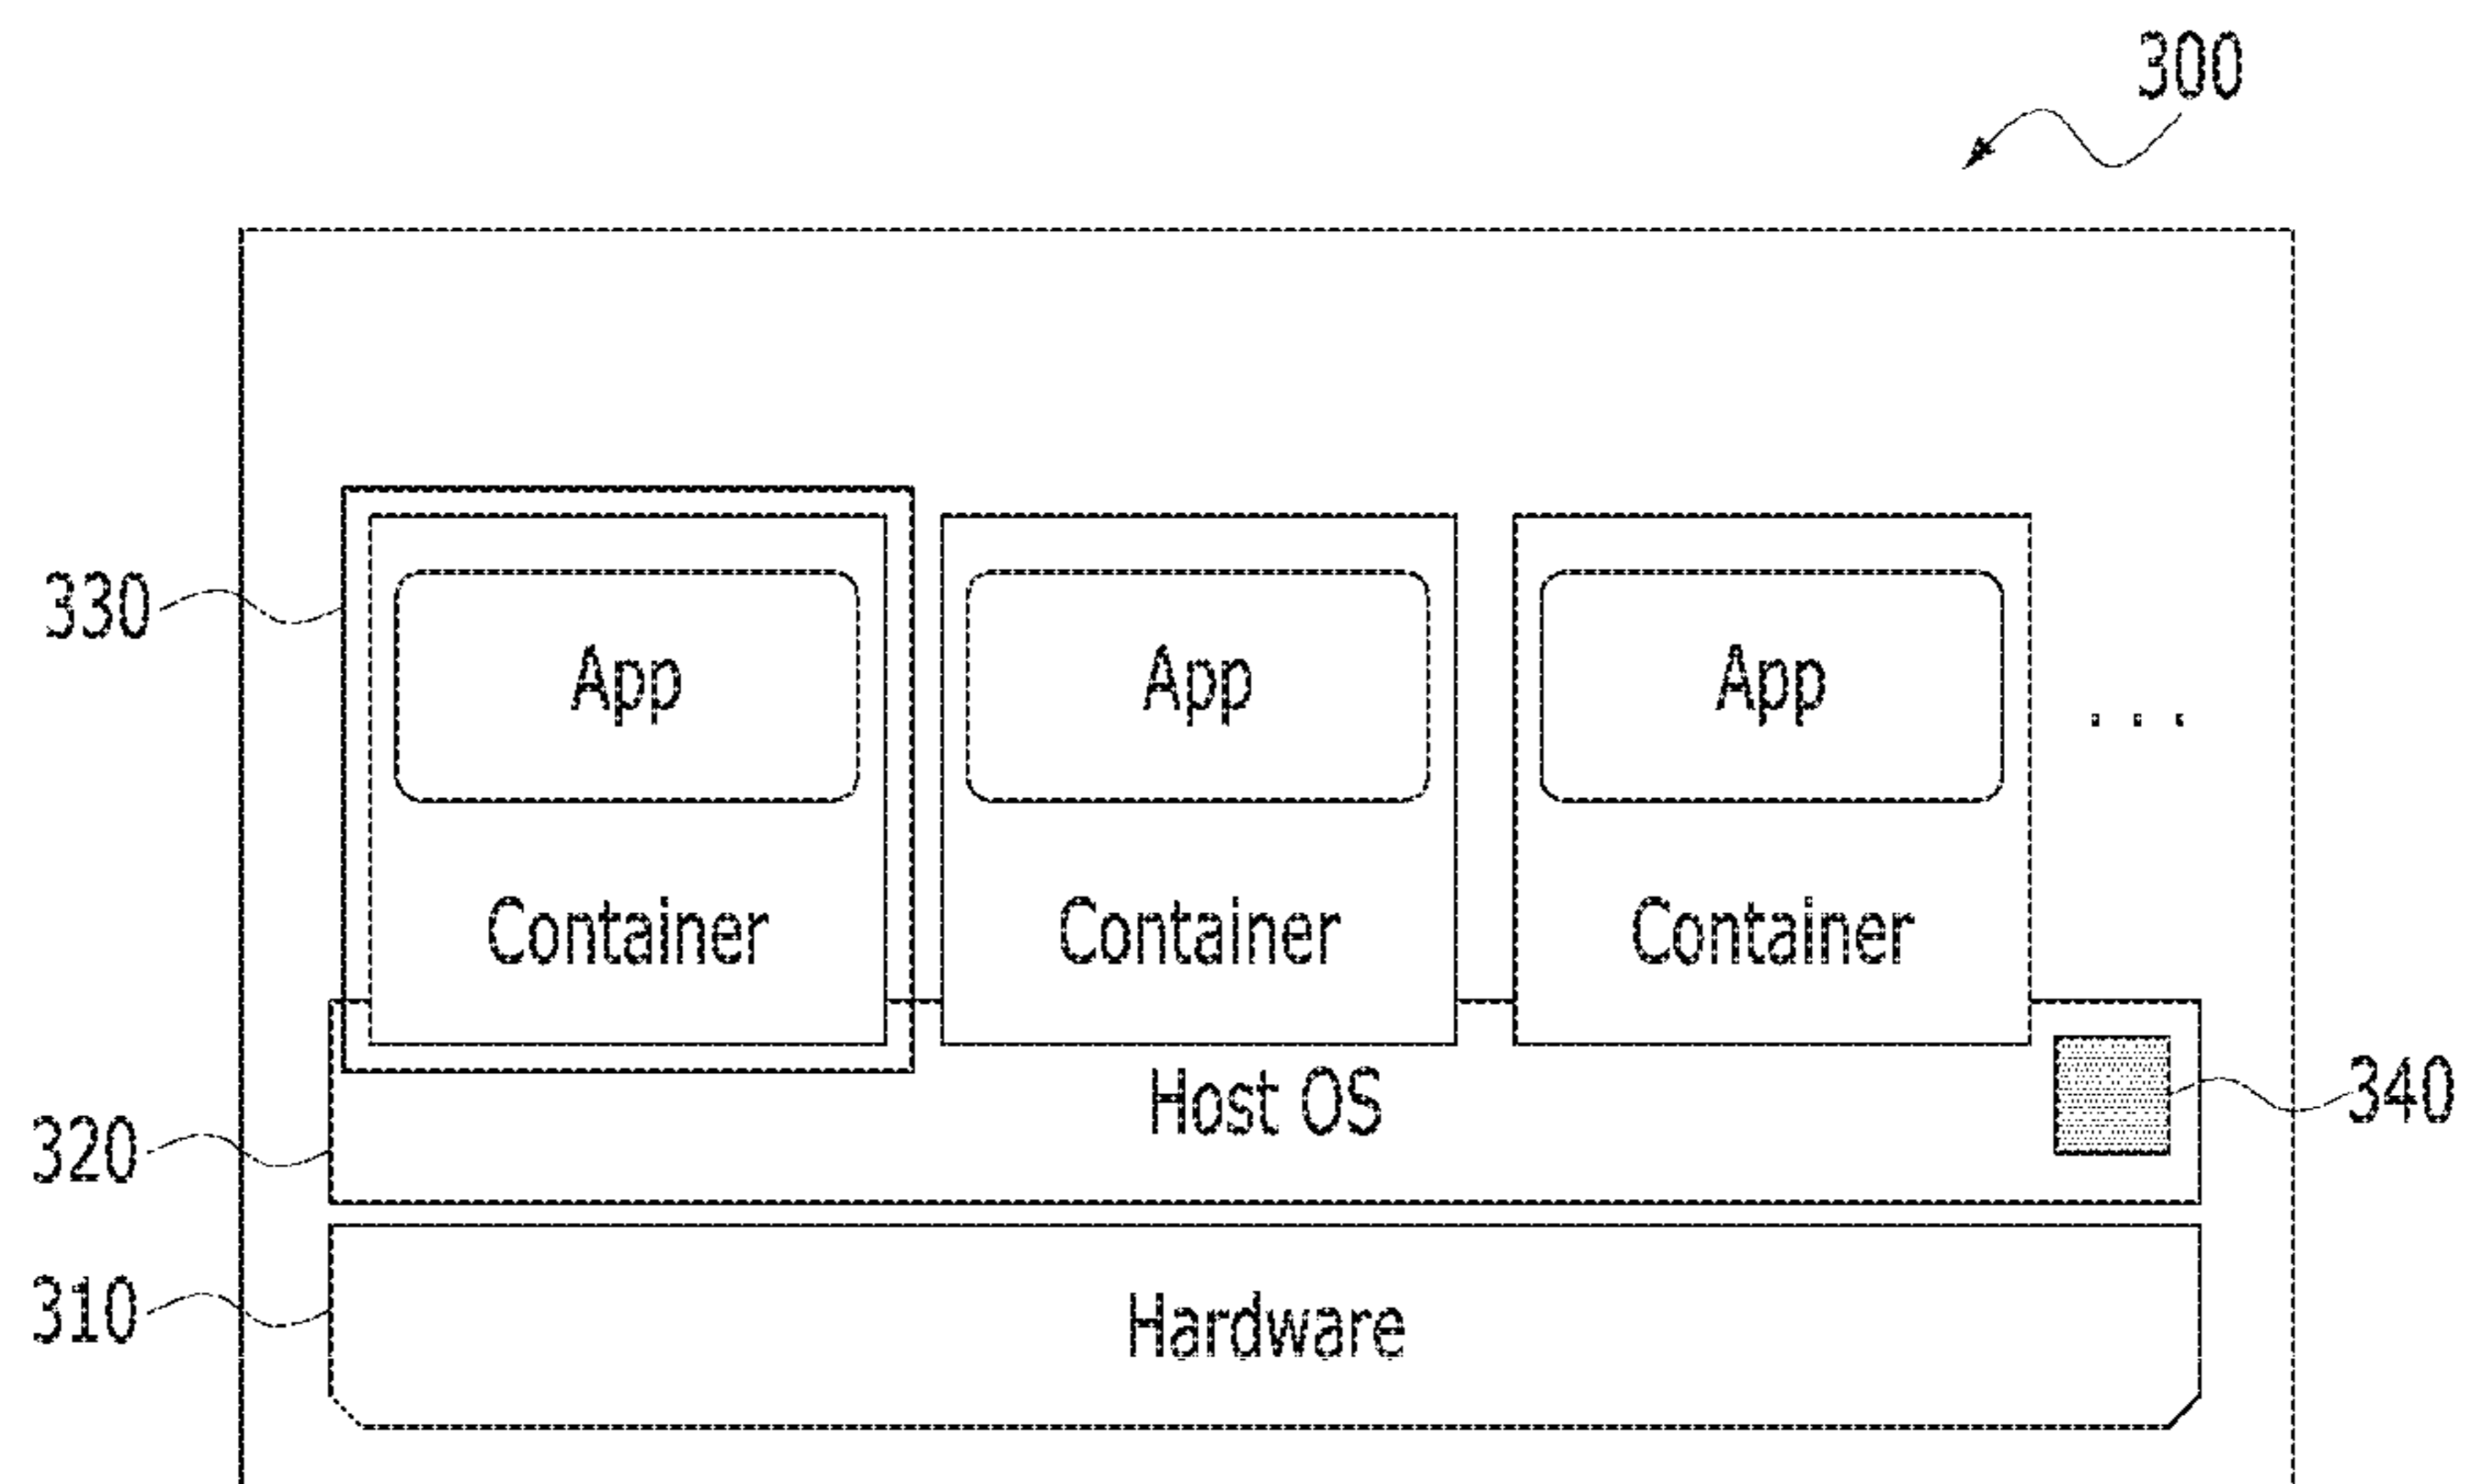 300
330
App App App
. . .
Container Container Container
Host OS
340
320
310
Hardware